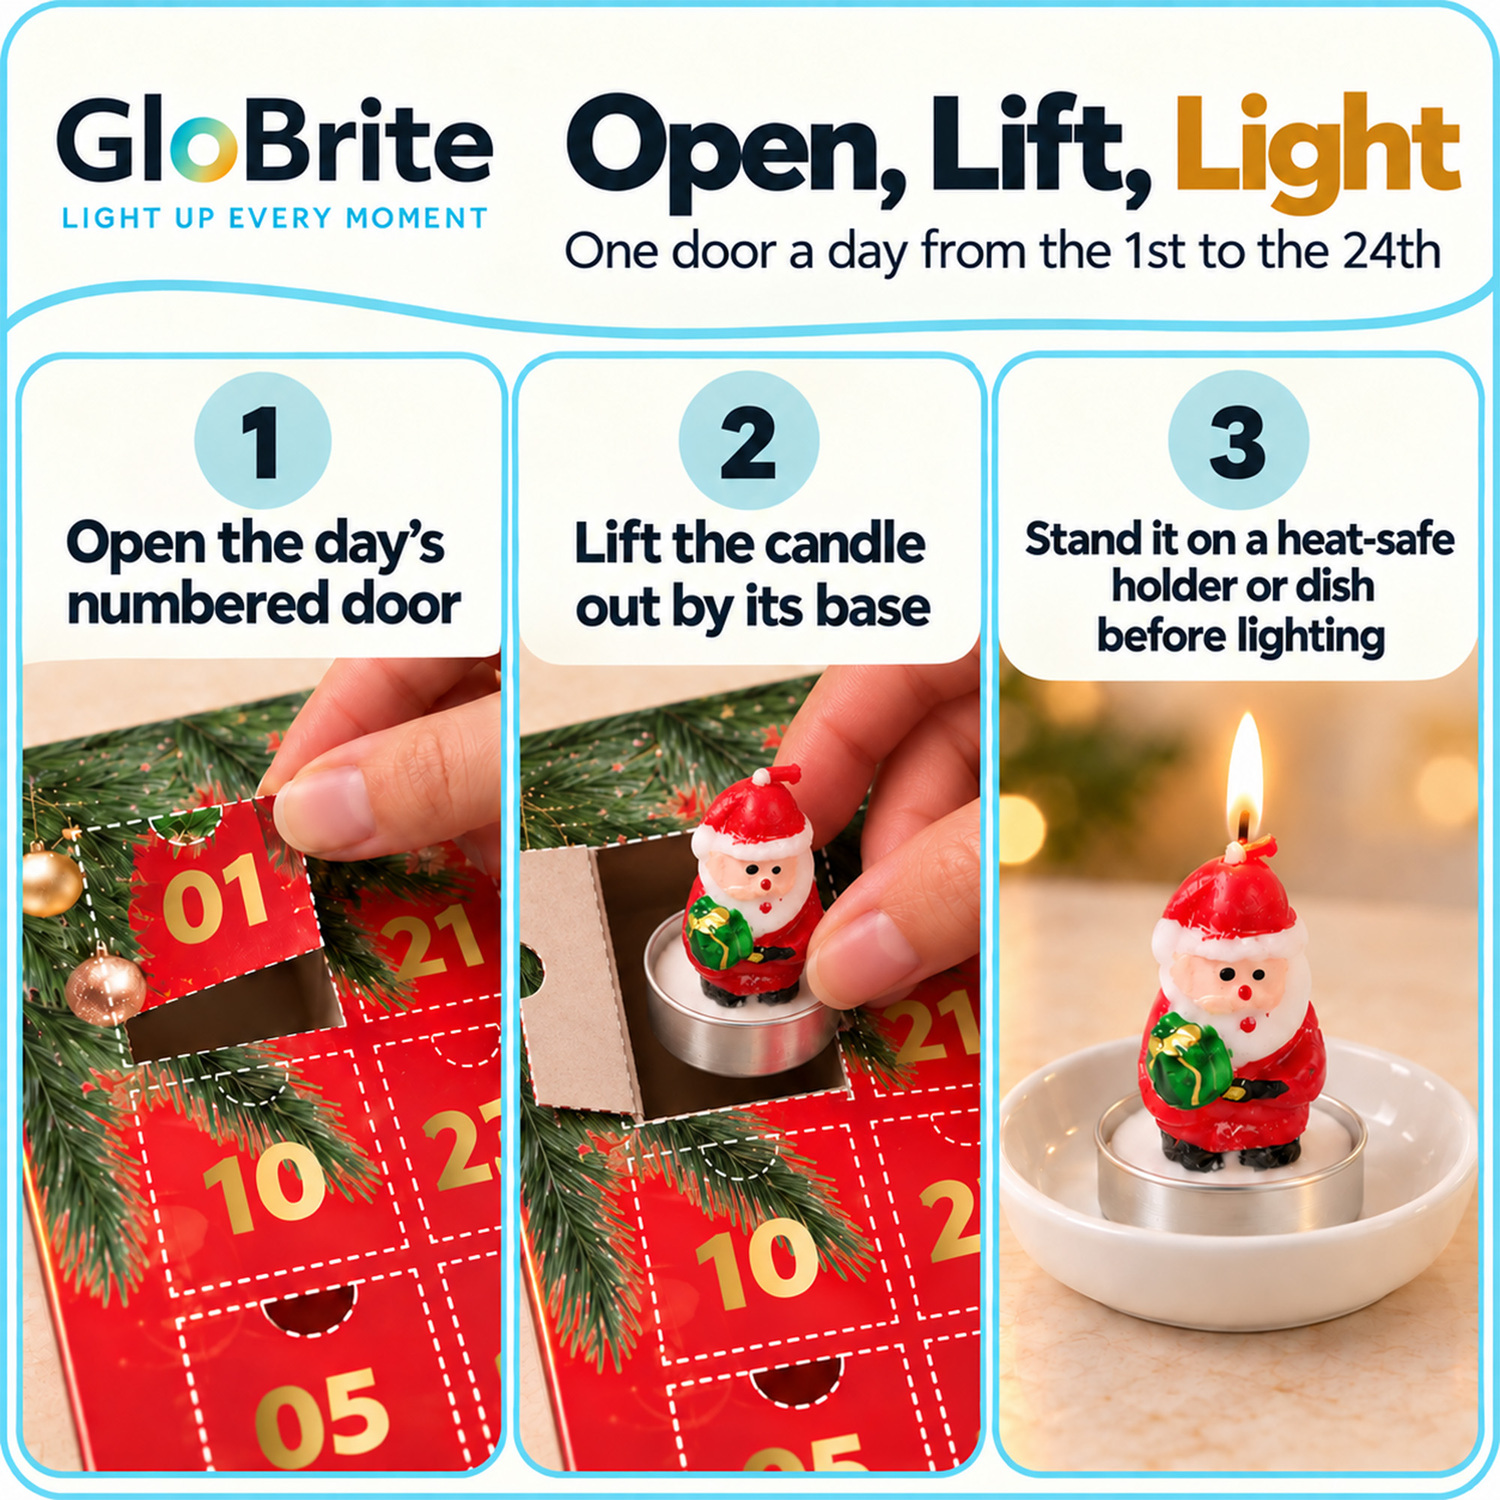 GloBrite
LIGHT UP EVERY MOMENT
Open, Lift, Light
One door a day from the 1st to the 24th
1
Open the day's
numbered door
2
Lift the candle
out by its base
3
Stand it on a heat-safe
holder or dish
before lighting
01
21
10
05
21
10